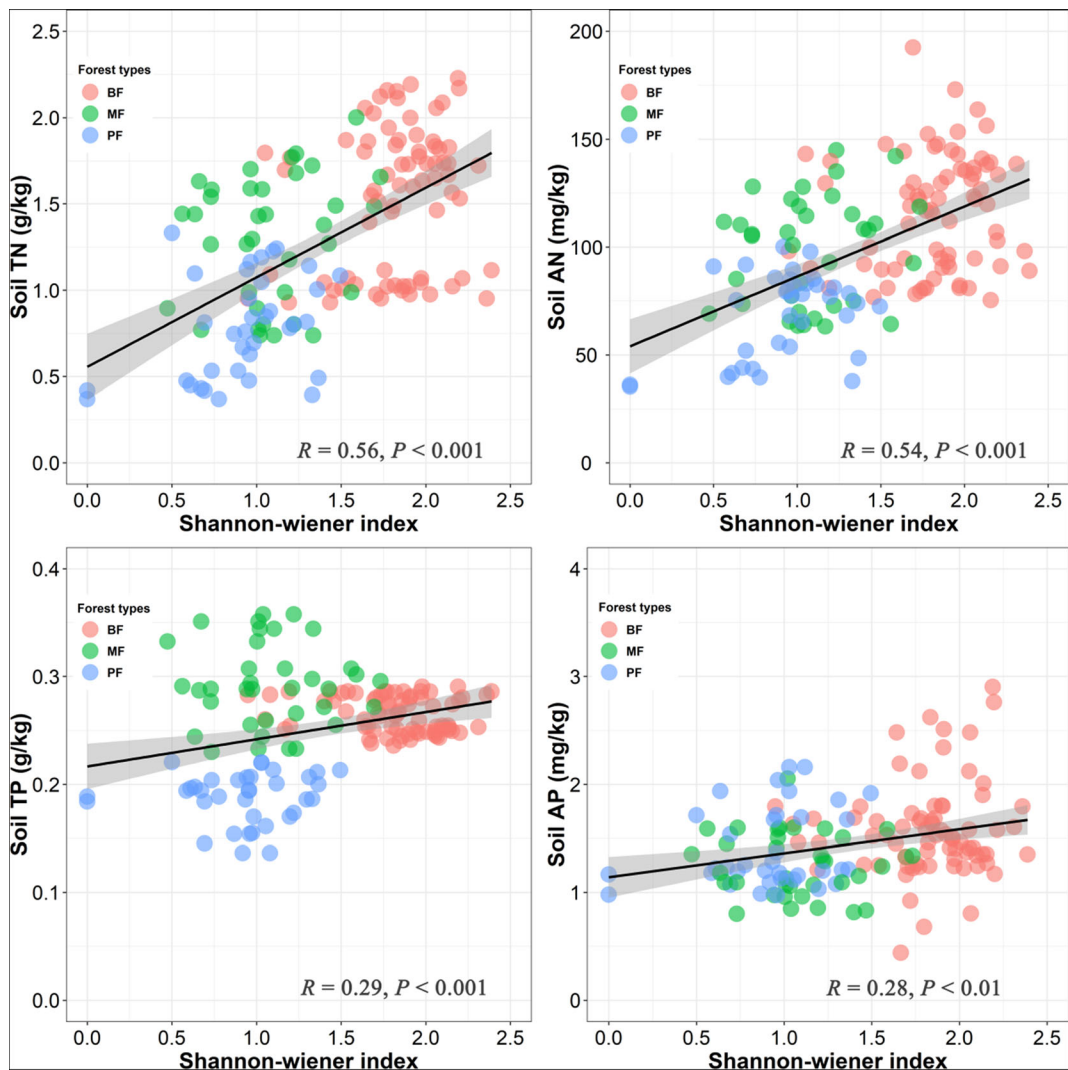 2.5
2.0
1.5
1.0
0.5
0.0
Soil TN (g/kg)
Forest types
BF
MF
PF
R = 0.56, P < 0.001
0.0 0.5 1.0 1.5 2.0 2.5
Shannon-wiener index
200
150
100
50
0
Soil AN (mg/kg)
Forest types
BF
MF
PF
R = 0.54, P < 0.001
0.0 0.5 1.0 1.5 2.0 2.5
Shannon-wiener index
0.4
0.3
0.2
0.1
0.0
Soil TP (g/kg)
Forest types
BF
MF
PF
R = 0.29, P < 0.001
0.0 0.5 1.0 1.5 2.0 2.5
Shannon-wiener index
4
3
2
1
0
Soil AP (mg/kg)
Forest types
BF
MF
PF
R = 0.28, P < 0.01
0.0 0.5 1.0 1.5 2.0 2.5
Shannon-wiener index